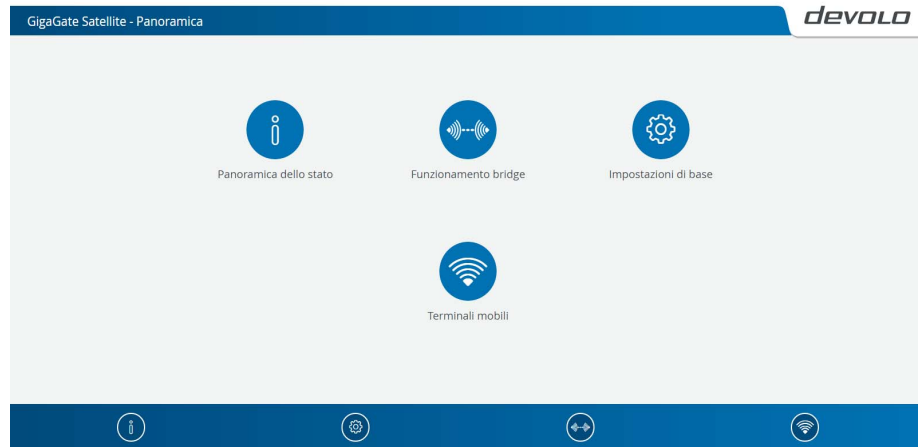 GigaGate Satellite - Panoramica
devolo
Panoramica dello stato
Funzionamento bridge
Impostazioni di base
Terminali mobili